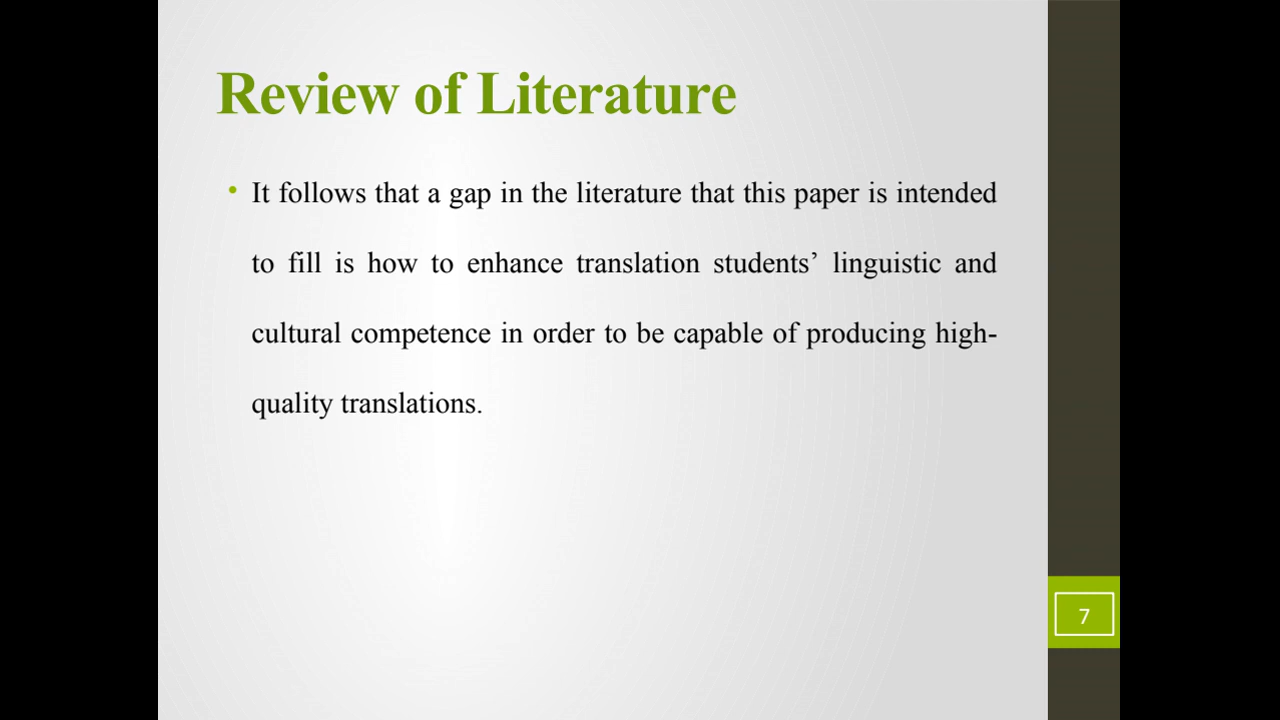 Review of Literature
• It follows that a gap in the literature that this paper is intended
to fill is how to enhance translation students’ linguistic and
cultural competence in order to be capable of producing high-
quality translations.
7